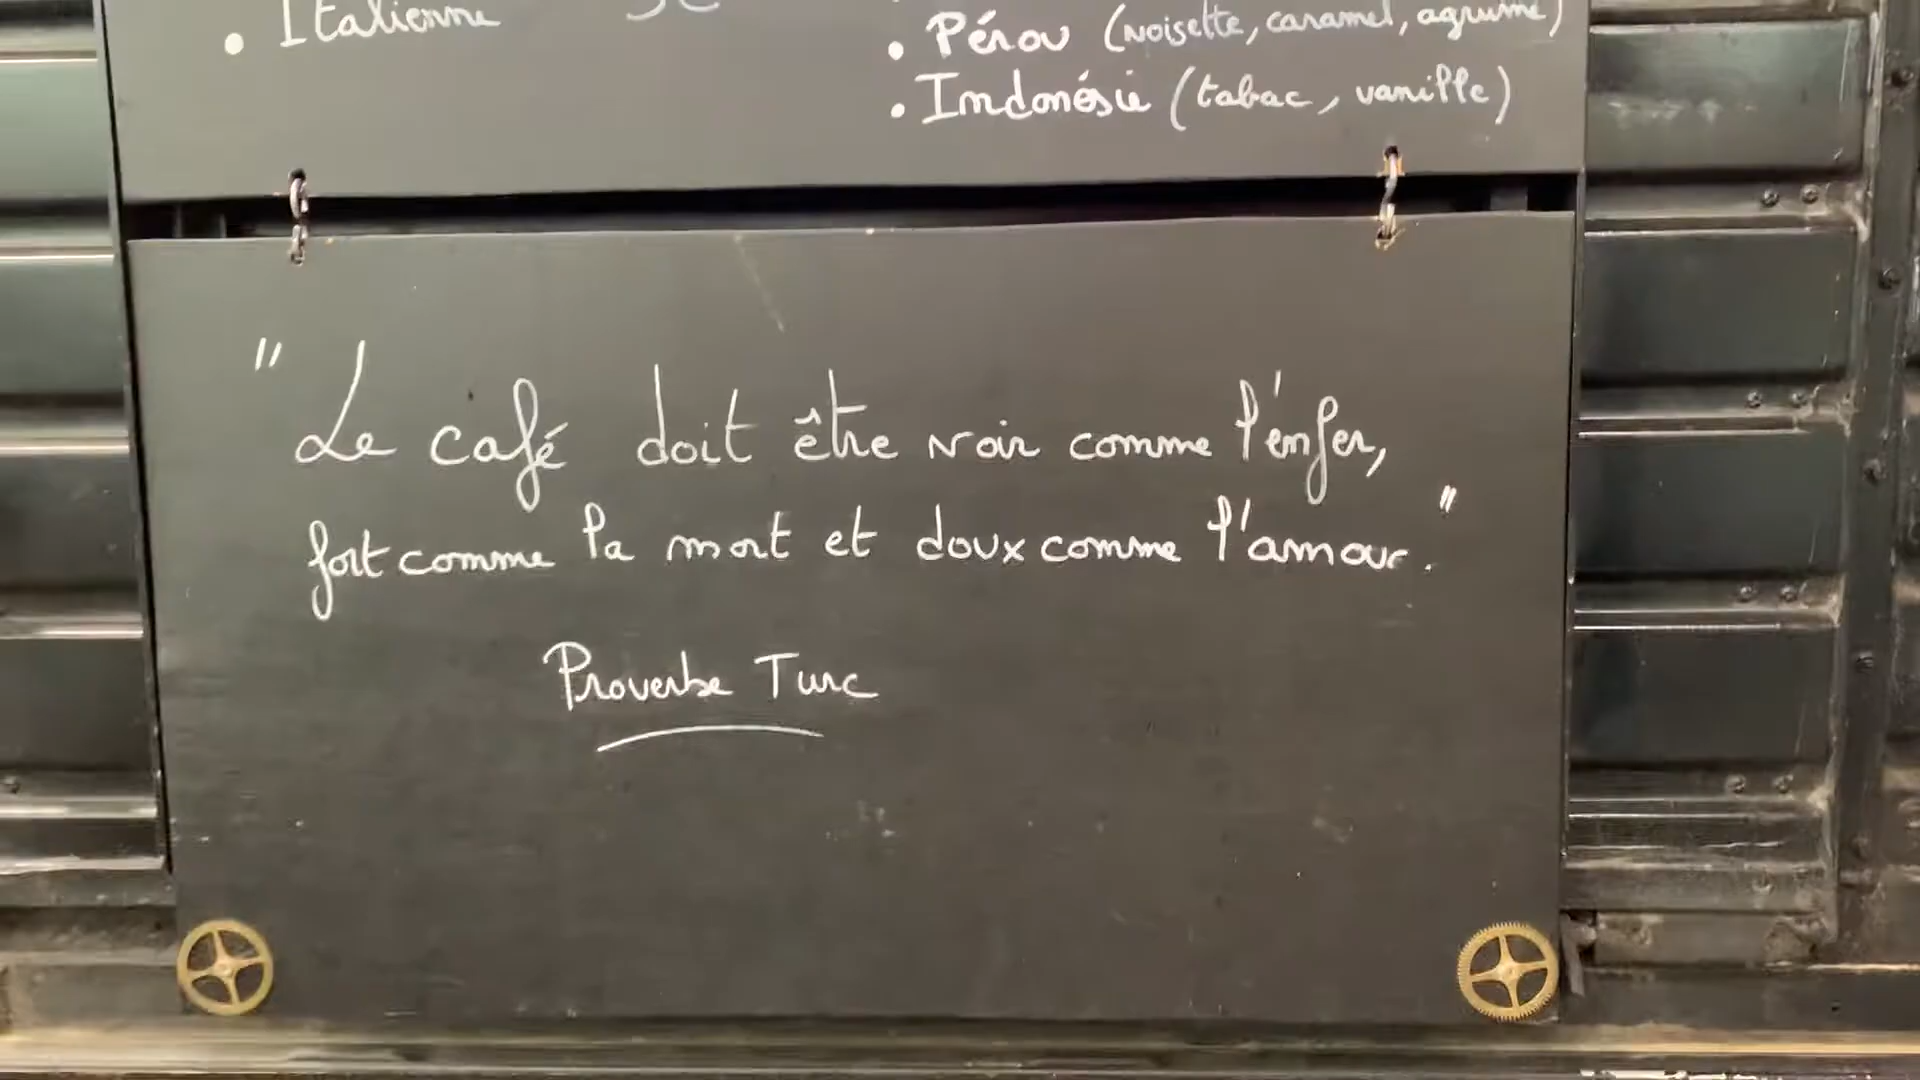 • Italienne
• Pérou (noisette, caramel, agrume)
• Indonésie (tabac, vanille)
"Le café doit être noir comme l'enfer,
fort comme la mort et doux comme l'amour."
Proverbe Turc